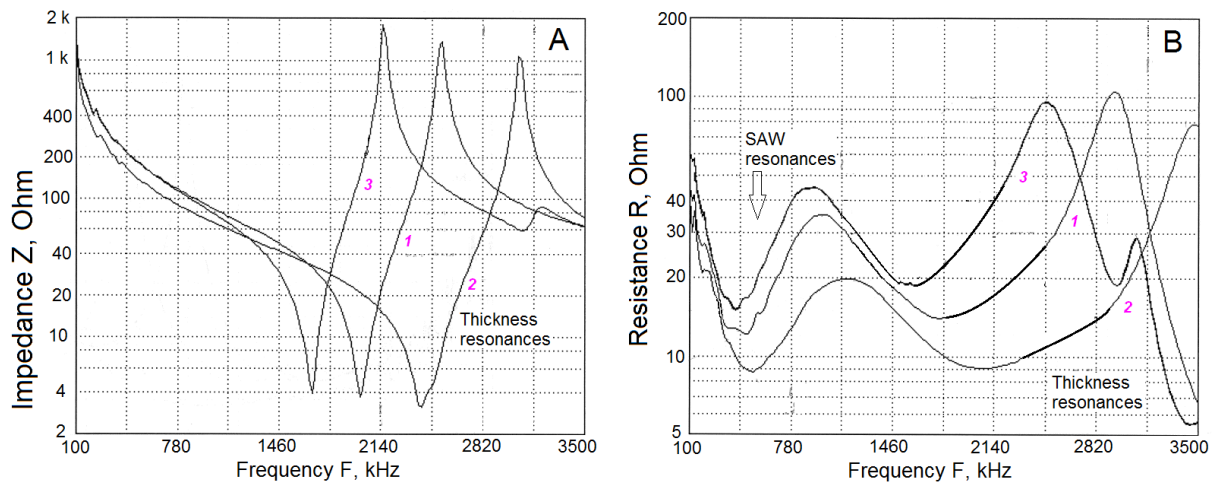 A
Impedance Z, Ohm
2 k
1 k
400
200
100
40
20
10
4
2
3
1
2
Thickness
resonances
100
780
1460
2140
2820
3500
Frequency F, kHz
B
Resistance R, Ohm
200
100
40
30
20
10
5
SAW
resonances
3
1
2
Thickness
resonances
100
780
1460
2140
2820
3500
Frequency F, kHz